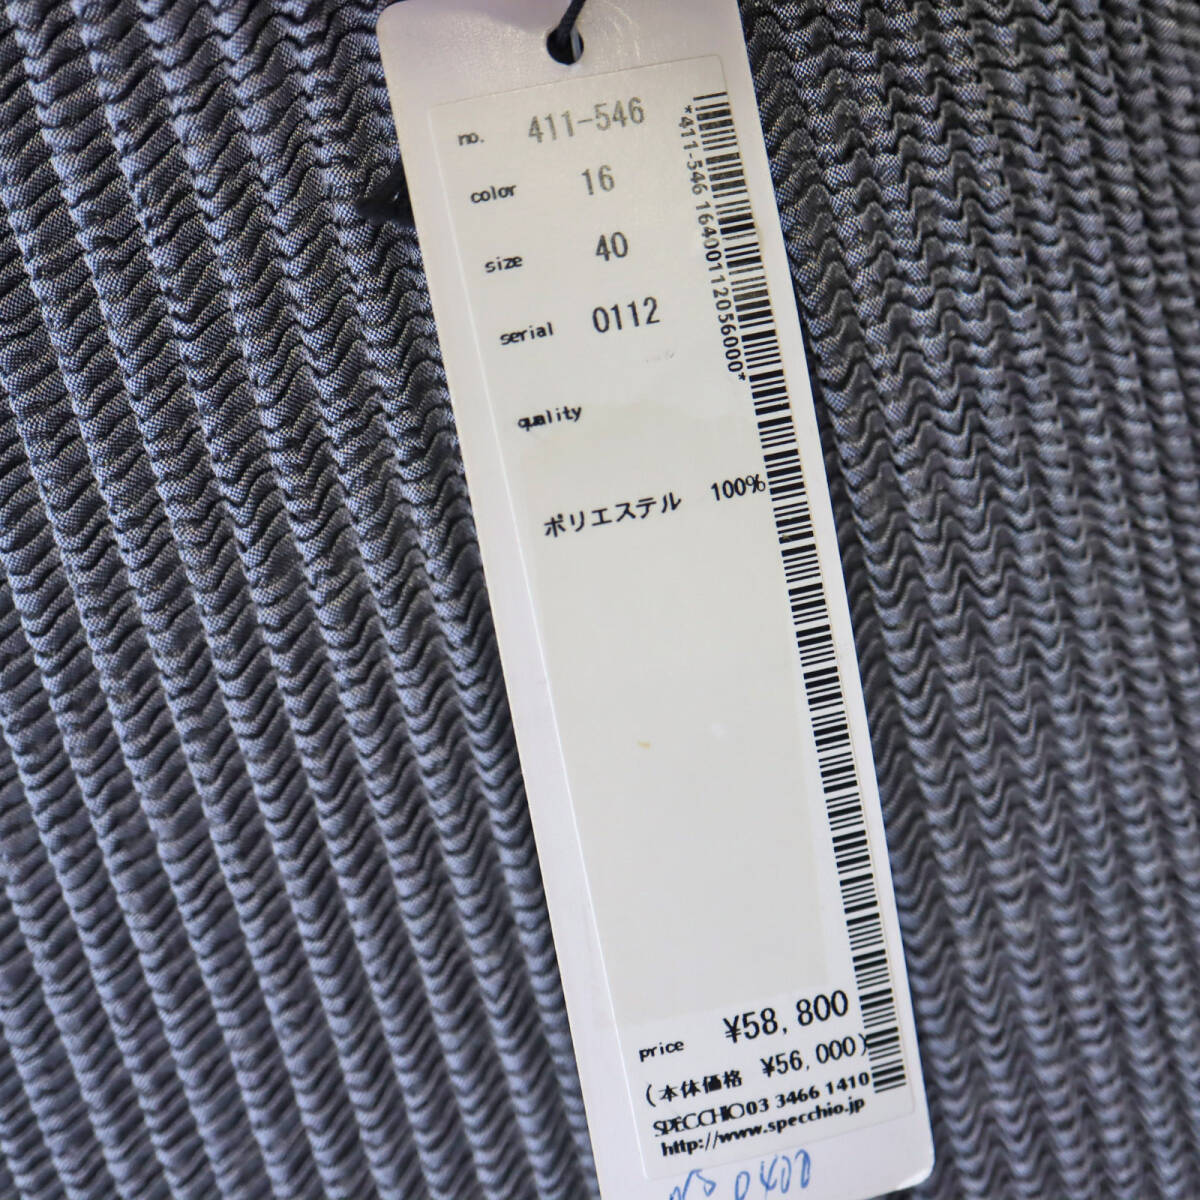 no. 411-546
color 16
size 40
serial 0112
quality
ポリエステル 100%
price ¥58,800
(本体価格 ¥56,000)
SPECCHIO 03 3466 1410
http://www.specchio.jp
*411-546 1640011205600​0*